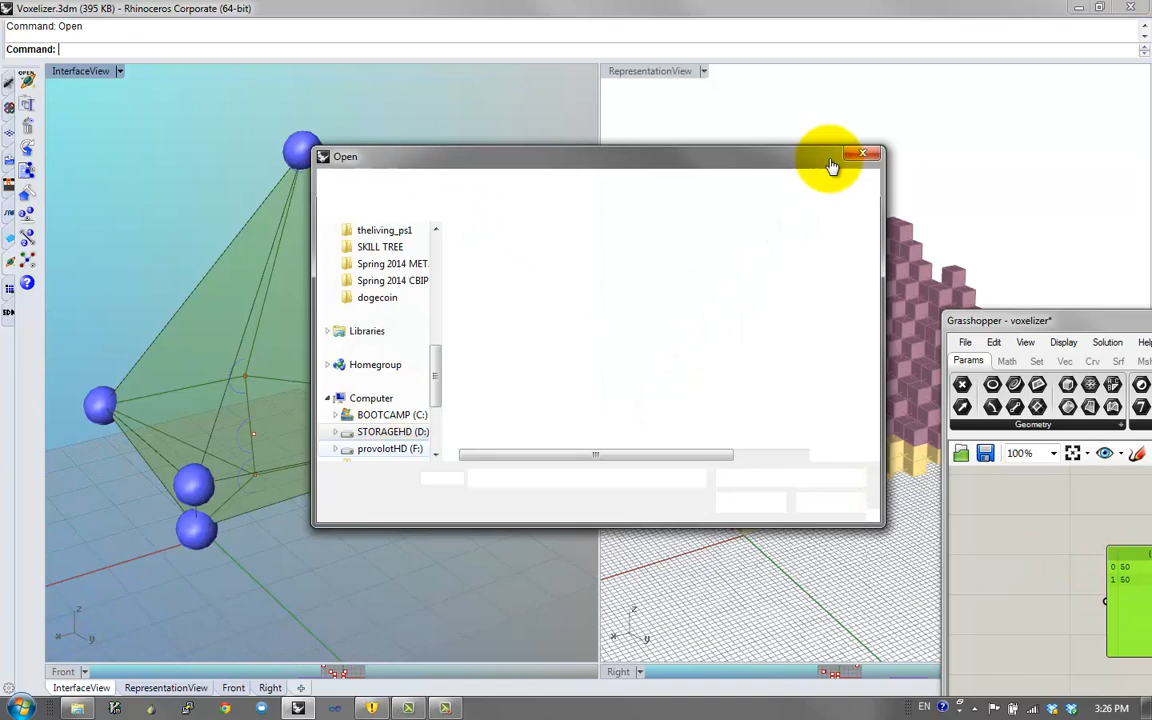 Voxelizer.3dm (395 KB) - Rhinoceros Corporate (64-bit)
Command: Open
Command:
InterfaceView
RepresentationView
Open
theliving_ps1
SKILL TREE
Spring 2014 MET.
Spring 2014 CBIP
dogecoin
Libraries
Homegroup
Computer
BOOTCAMP (C:)
STORAGEHD (D:)
provolotHD (F:)
Grasshopper - voxelizer*
File Edit View Display Solution Hel
Params Math Set Vec Crv Srf
Geometry
100%
0 50
1 50
z
x y
z
x y
Front
Right
InterfaceView RepresentationView Front Right
EN 3:26 PM